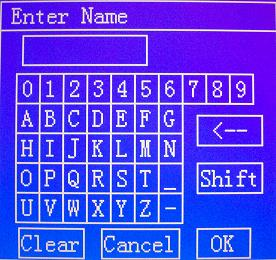 Enter Name
0 1 2 3 4 5 6 7 8 9
A B C D E F G
<--
H I J K L M N
O P Q R S T _
Shift
U V W X Y Z -
Clear Cancel OK